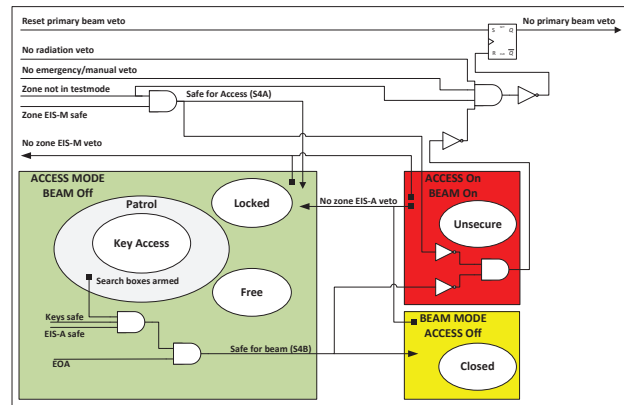 Reset primary beam veto
No primary beam veto
S
Q
R
Q
No radiation veto
No emergency/manual veto
Zone not in testmode
Safe for Access (S4A)
Zone EIS-M safe
No zone EIS-M veto
ACCESS MODE
BEAM Off
Locked
Patrol
Key Access
Search boxes armed
Free
Keys safe
EIS-A safe
EOA
Safe for beam (S4B)
No zone EIS-A veto
ACCESS On
BEAM On
Unsecure
BEAM MODE
ACCESS Off
Closed